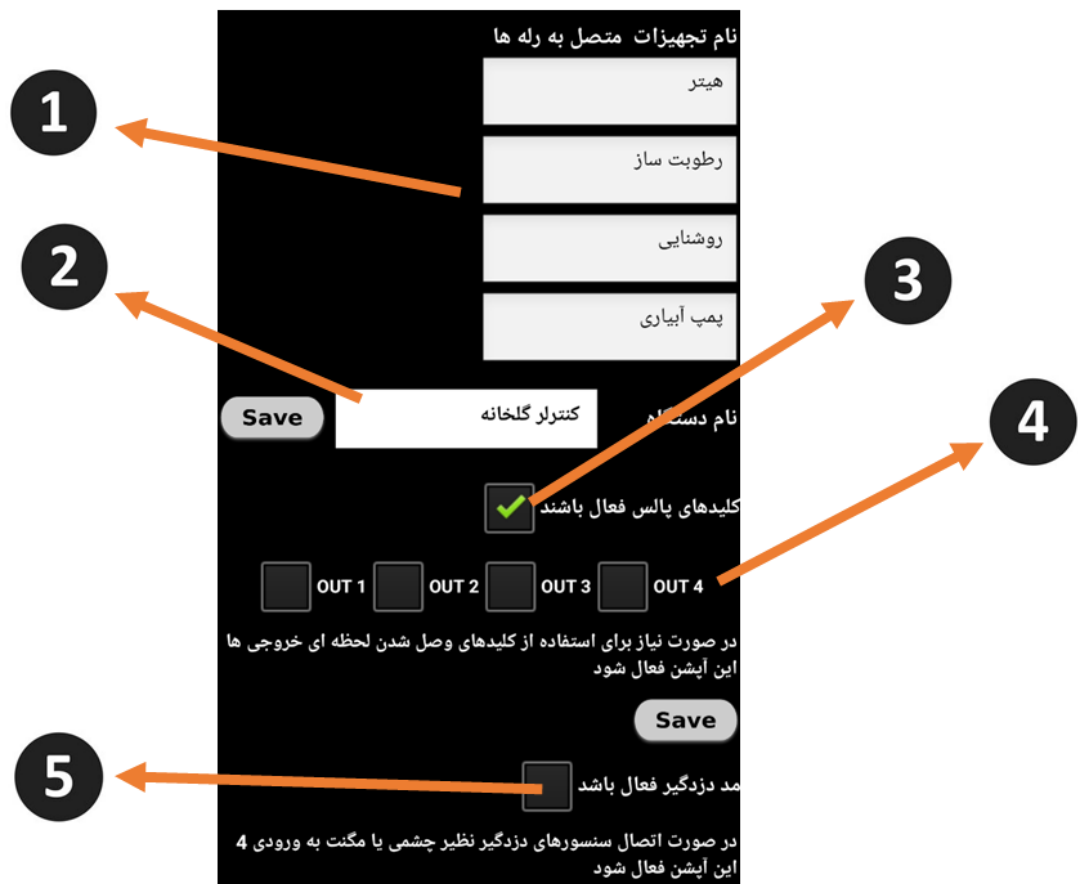 نام تجهیزات متصل به رله ها
هیتر
1
رطوبت ساز
روشنایی
2
3
پمپ آبیاری
نام دستگاه
کنترلر گلخانه
Save
4
کلیدهای پالس فعال باشند
OUT 1 OUT 2 OUT 3 OUT 4
در صورت نیاز برای استفاده از کلیدهای وصل شدن لحظه ای خروجی ها
این آپشن فعال شود
Save
5
مد دزدگیر فعال باشد
در صورت اتصال سنسورهای دزدگیر نظیر چشمی یا مگنت به ورودی 4
این آپشن فعال شود